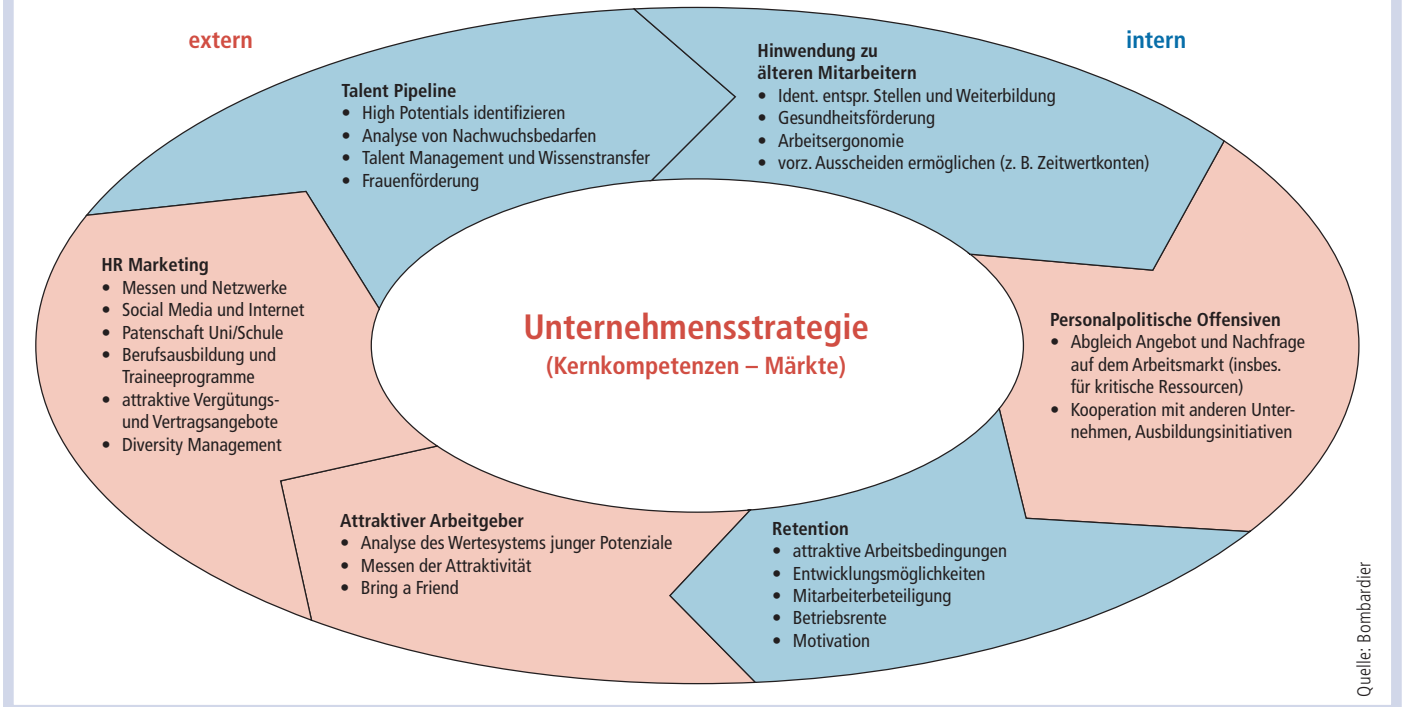 extern
intern
Talent Pipeline
• High Potentials identifizieren
• Analyse von Nachwuchsbedarfen
• Talent Management und Wissenstransfer
• Frauenförderung
Hinwendung zu
älteren Mitarbeitern
• Ident. entspr. Stellen und Weiterbildung
• Gesundheitsförderung
• Arbeitsergonomie
• vorz. Ausscheiden ermöglichen (z. B. Zeitwertkonten)
HR Marketing
• Messen und Netzwerke
• Social Media und Internet
• Patenschaft Uni/Schule
• Berufsausbildung und
Traineeprogramme
• attraktive Vergütungs-
und Vertragsangebote
• Diversity Management
Unternehmensstrategie
(Kernkompetenzen – Märkte)
Personalpolitische Offensiven
• Abgleich Angebot und Nachfrage
auf dem Arbeitsmarkt (insbes.
für kritische Ressourcen)
• Kooperation mit anderen Unter-
nehmen, Ausbildungsinitiativen
Attraktiver Arbeitgeber
• Analyse des Wertesystems junger Potenziale
• Messen der Attraktivität
• Bring a Friend
Retention
• attraktive Arbeitsbedingungen
• Entwicklungsmöglichkeiten
• Mitarbeiterbeteiligung
• Betriebsrente
• Motivation
Quelle: Bombardier